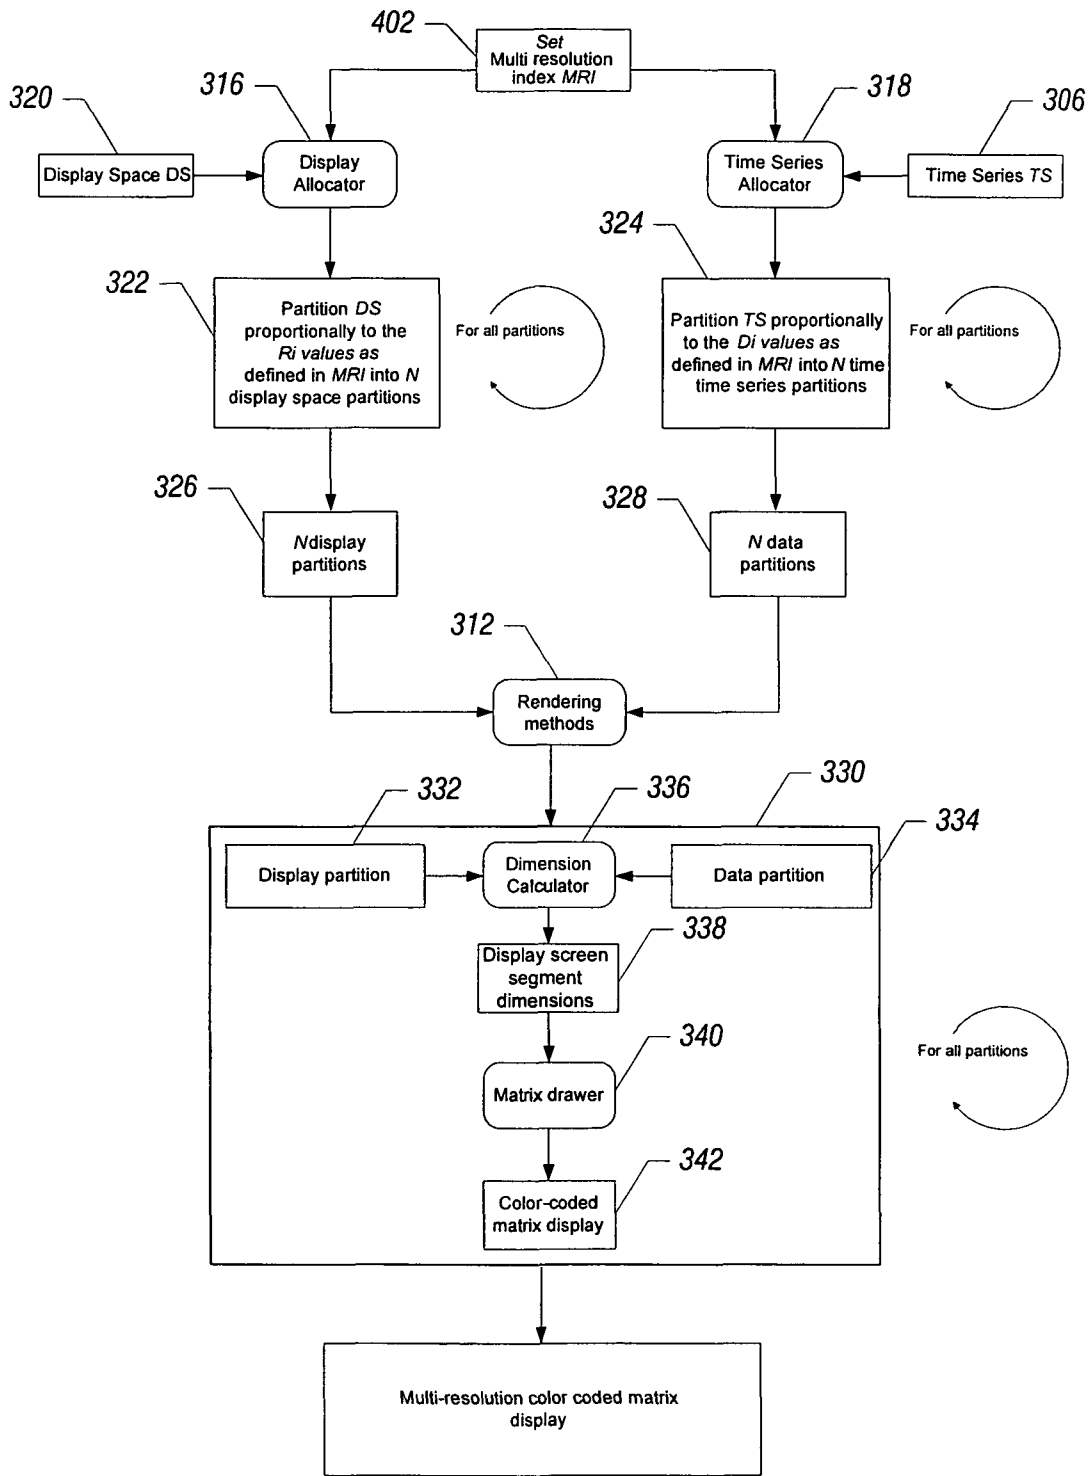 402
Set
Multi resolution
index MRI
316
318
320
306
Display Space DS
Display
Allocator
Time Series
Allocator
Time Series TS
322
324
Partition DS
proportionally to the
Ri values as
defined in MRI into N
display space partitions
For all partitions
Partition TS proportionally
to the Di values as
defined in MRI into N time
time series partitions
For all partitions
326
328
N display
partitions
N data
partitions
312
Rendering
methods
332
336
330
334
Display partition
Dimension
Calculator
Data partition
338
Display screen
segment
dimensions
340
For all partitions
Matrix drawer
342
Color-coded
matrix display
Multi-resolution color coded matrix
display